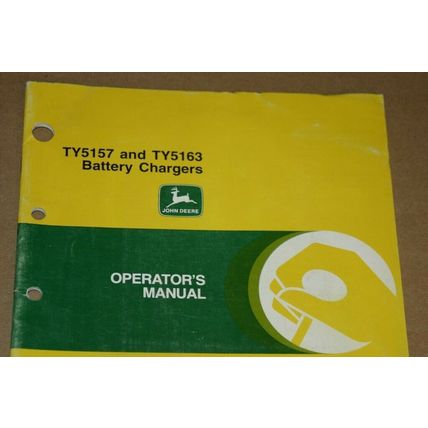 TY5157 and TY5163
Battery Chargers
JOHN DEERE
OPERATOR'S
MANUAL